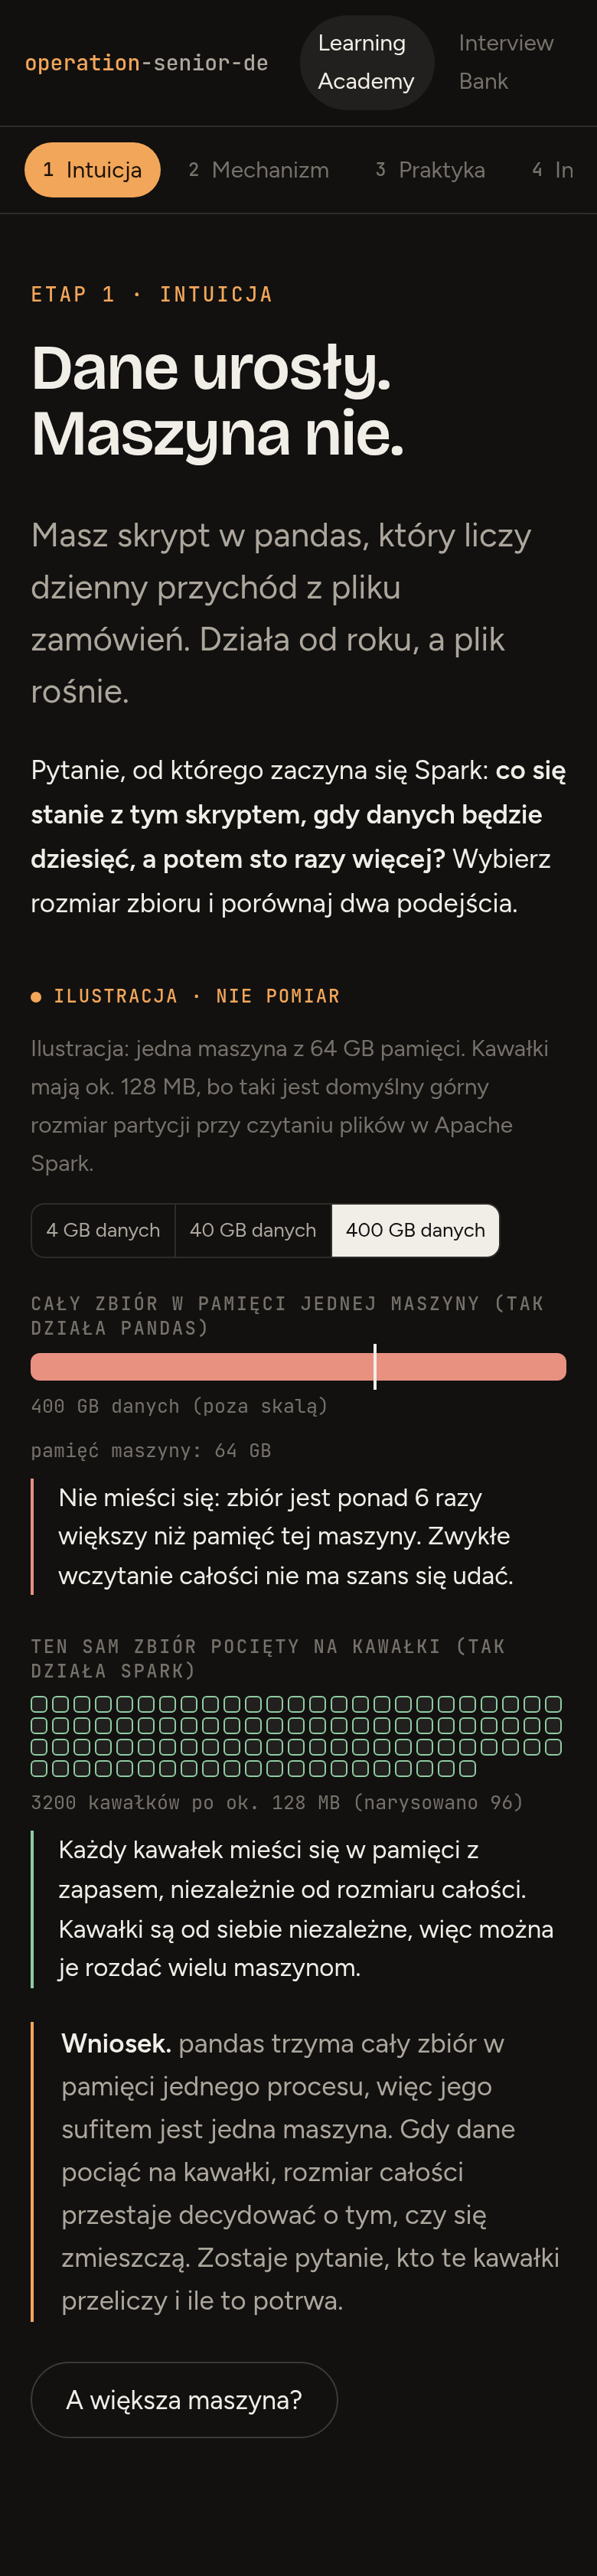 operation-senior-de
Learning
Academy
Interview
Bank
1 Intuicja
2 Mechanizm
3 Praktyka
4 In
ETAP 1 · INTUICJA
Dane urosły.
Maszyna nie.
Masz skrypt w pandas, który liczy
dzienny przychód z pliku
zamówień. Działa od roku, a plik
rośnie.
Pytanie, od którego zaczyna się Spark: co się
stanie z tym skryptem, gdy danych będzie
dziesięć, a potem sto razy więcej? Wybierz
rozmiar zbioru i porównaj dwa podejścia.
ILUSTRACJA · NIE POMIAR
Ilustracja: jedna maszyna z 64 GB pamięci. Kawałki
mają ok. 128 MB, bo taki jest domyślny górny
rozmiar partycji przy czytaniu plików w Apache
Spark.
4 GB danych
40 GB danych
400 GB danych
CAŁY ZBIÓR W PAMIĘCI JEDNEJ MASZYNY (TAK
DZIAŁA PANDAS)
400 GB danych (poza skalą)
pamięć maszyny: 64 GB
Nie mieści się: zbiór jest ponad 6 razy
większy niż pamięć tej maszyny. Zwykłe
wczytanie całości nie ma szans się udać.
TEN SAM ZBIÓR POCIĘTY NA KAWAŁKI (TAK
DZIAŁA SPARK)
3200 kawałków po ok. 128 MB (narysowano 96)
Każdy kawałek mieści się w pamięci z
zapasem, niezależnie od rozmiaru całości.
Kawałki są od siebie niezależne, więc można
je rozdać wielu maszynom.
Wniosek. pandas trzyma cały zbiór w
pamięci jednego procesu, więc jego
sufitem jest jedna maszyna. Gdy dane
pociąć na kawałki, rozmiar całości
przestaje decydować o tym, czy się
zmieszczą. Zostaje pytanie, kto te kawałki
przeliczy i ile to potrwa.
A większa maszyna?